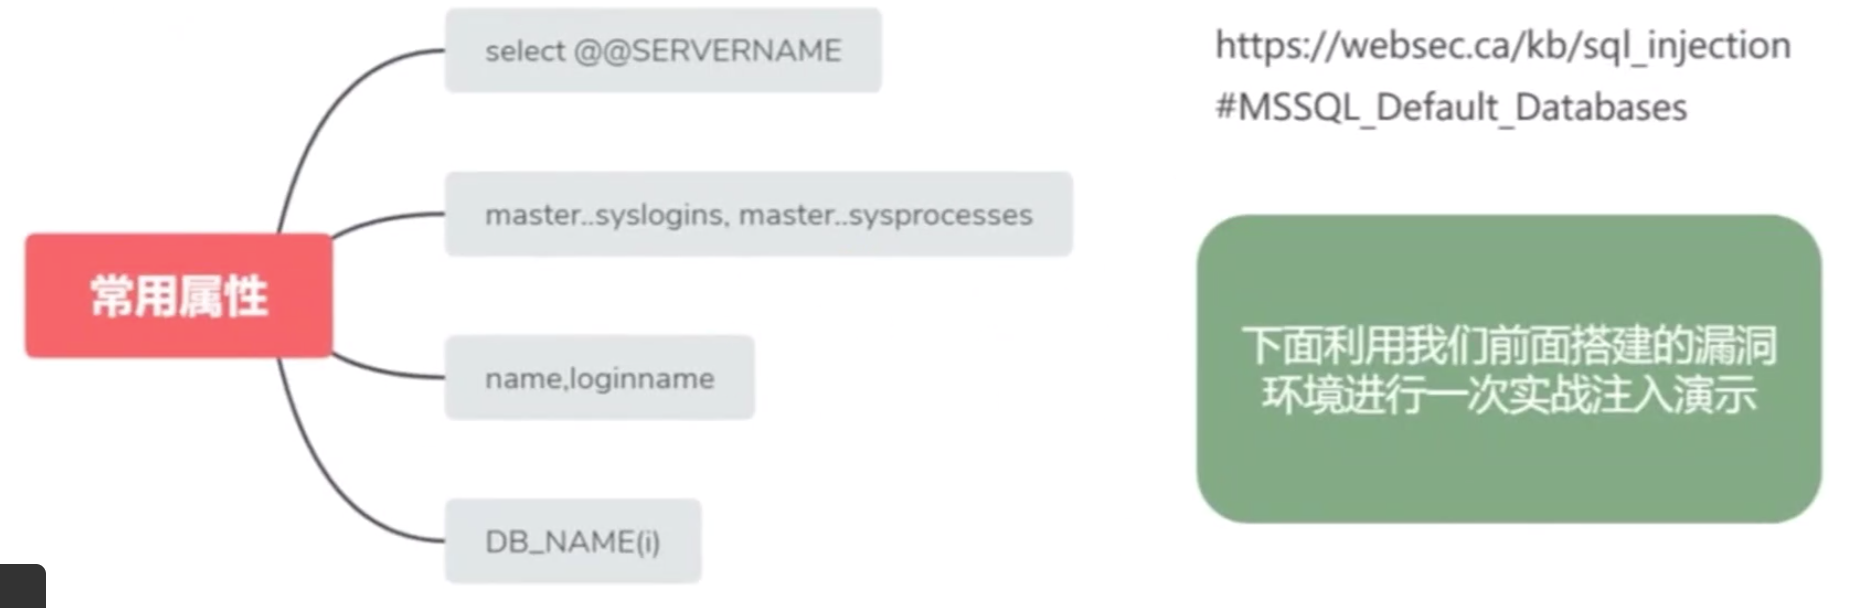 常用属性
select @@SERVERNAME
master..syslogins, master..sysprocesses
name,loginname
DB_NAME(i)
https://websec.ca/kb/sql_injection
#MSSQL_Default_Databases
下面利用我们前面搭建的漏洞
环境进行一次实战注入演示